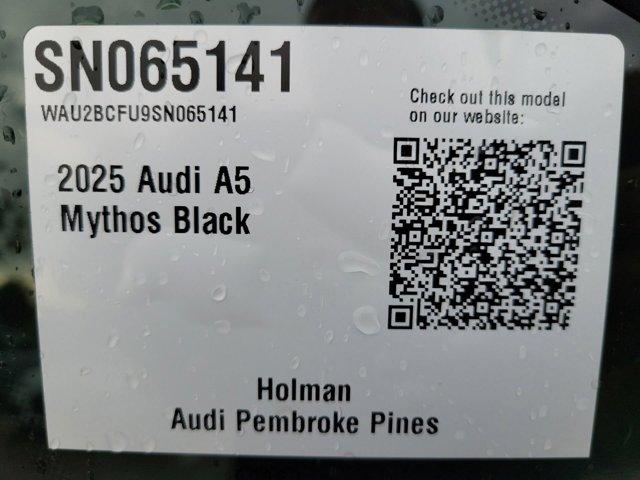 SN065141
WAU2BCFU9SN065141
Check out this model
on our website:
2025 Audi A5
Mythos Black
Holman
Audi Pembroke Pines